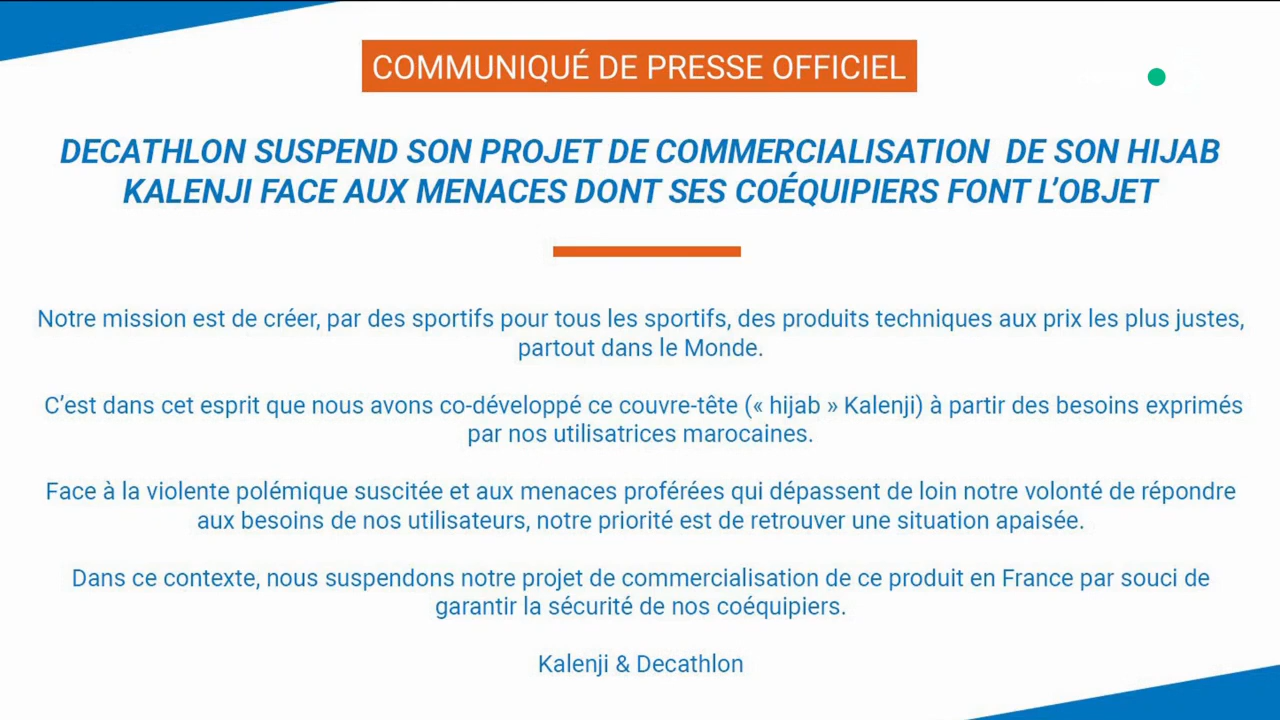 COMMUNIQUÉ DE PRESSE OFFICIEL
DECATHLON SUSPEND SON PROJET DE COMMERCIALISATION DE SON HIJAB
KALENJI FACE AUX MENACES DONT SES COÉQUIPIERS FONT L’OBJET
Notre mission est de créer, par des sportifs pour tous les sportifs, des produits techniques aux prix les plus justes,
partout dans le Monde.
C’est dans cet esprit que nous avons co-développé ce couvre-tête (« hijab » Kalenji) à partir des besoins exprimés
par nos utilisatrices marocaines.
Face à la violente polémique suscitée et aux menaces proférées qui dépassent de loin notre volonté de répondre
aux besoins de nos utilisateurs, notre priorité est de retrouver une situation apaisée.
Dans ce contexte, nous suspendons notre projet de commercialisation de ce produit en France par souci de
garantir la sécurité de nos coéquipiers.
Kalenji & Decathlon